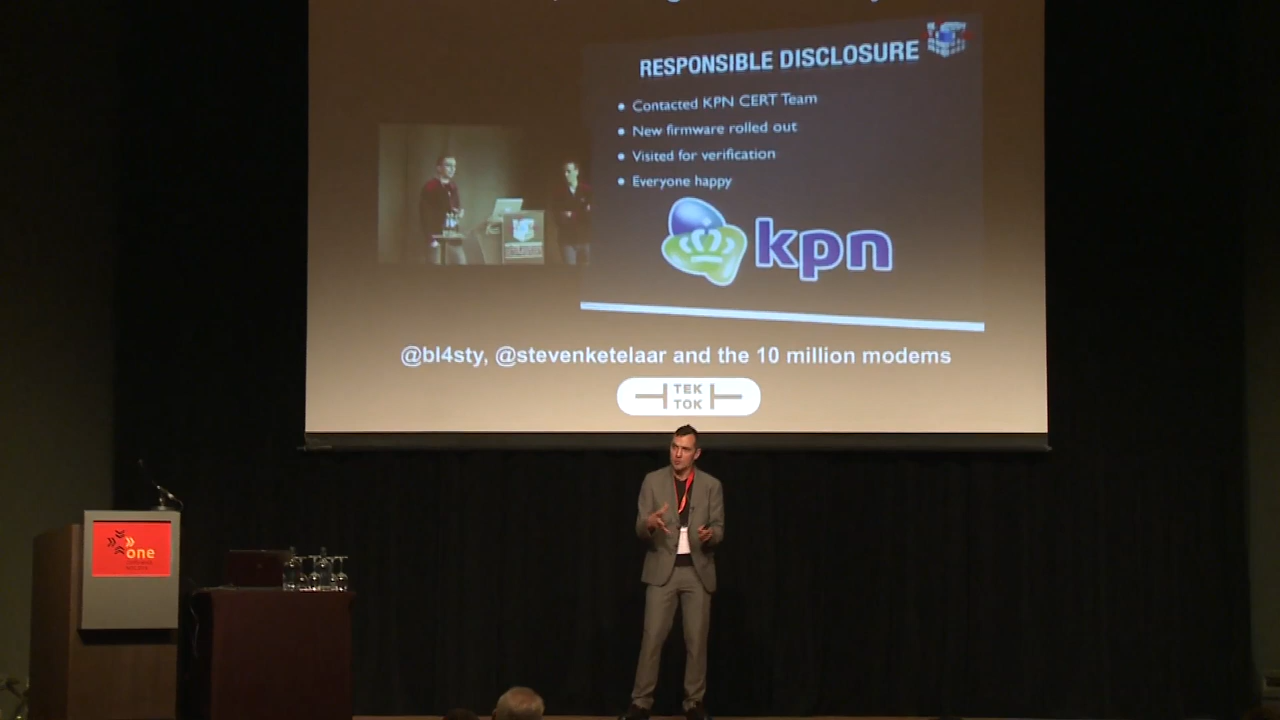 RESPONSIBLE DISCLOSURE
• Contacted KPN CERT Team
• New firmware rolled out
• Visited for verification
• Everyone happy
kpn
@bl4sty, @stevenketelaar and the 10 million modems
TEK
TOK
one